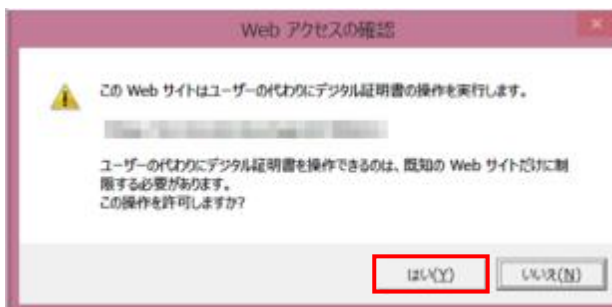 Web アクセスの確認
この Web サイトはユーザーの代わりにデジタル証明書の操作を実行します。
ユーザーの代わりにデジタル証明書を操作できるのは、既知の Web サイトだけに制
限する必要があります。
この操作を許可しますか?
はい(Y) いいえ(N)